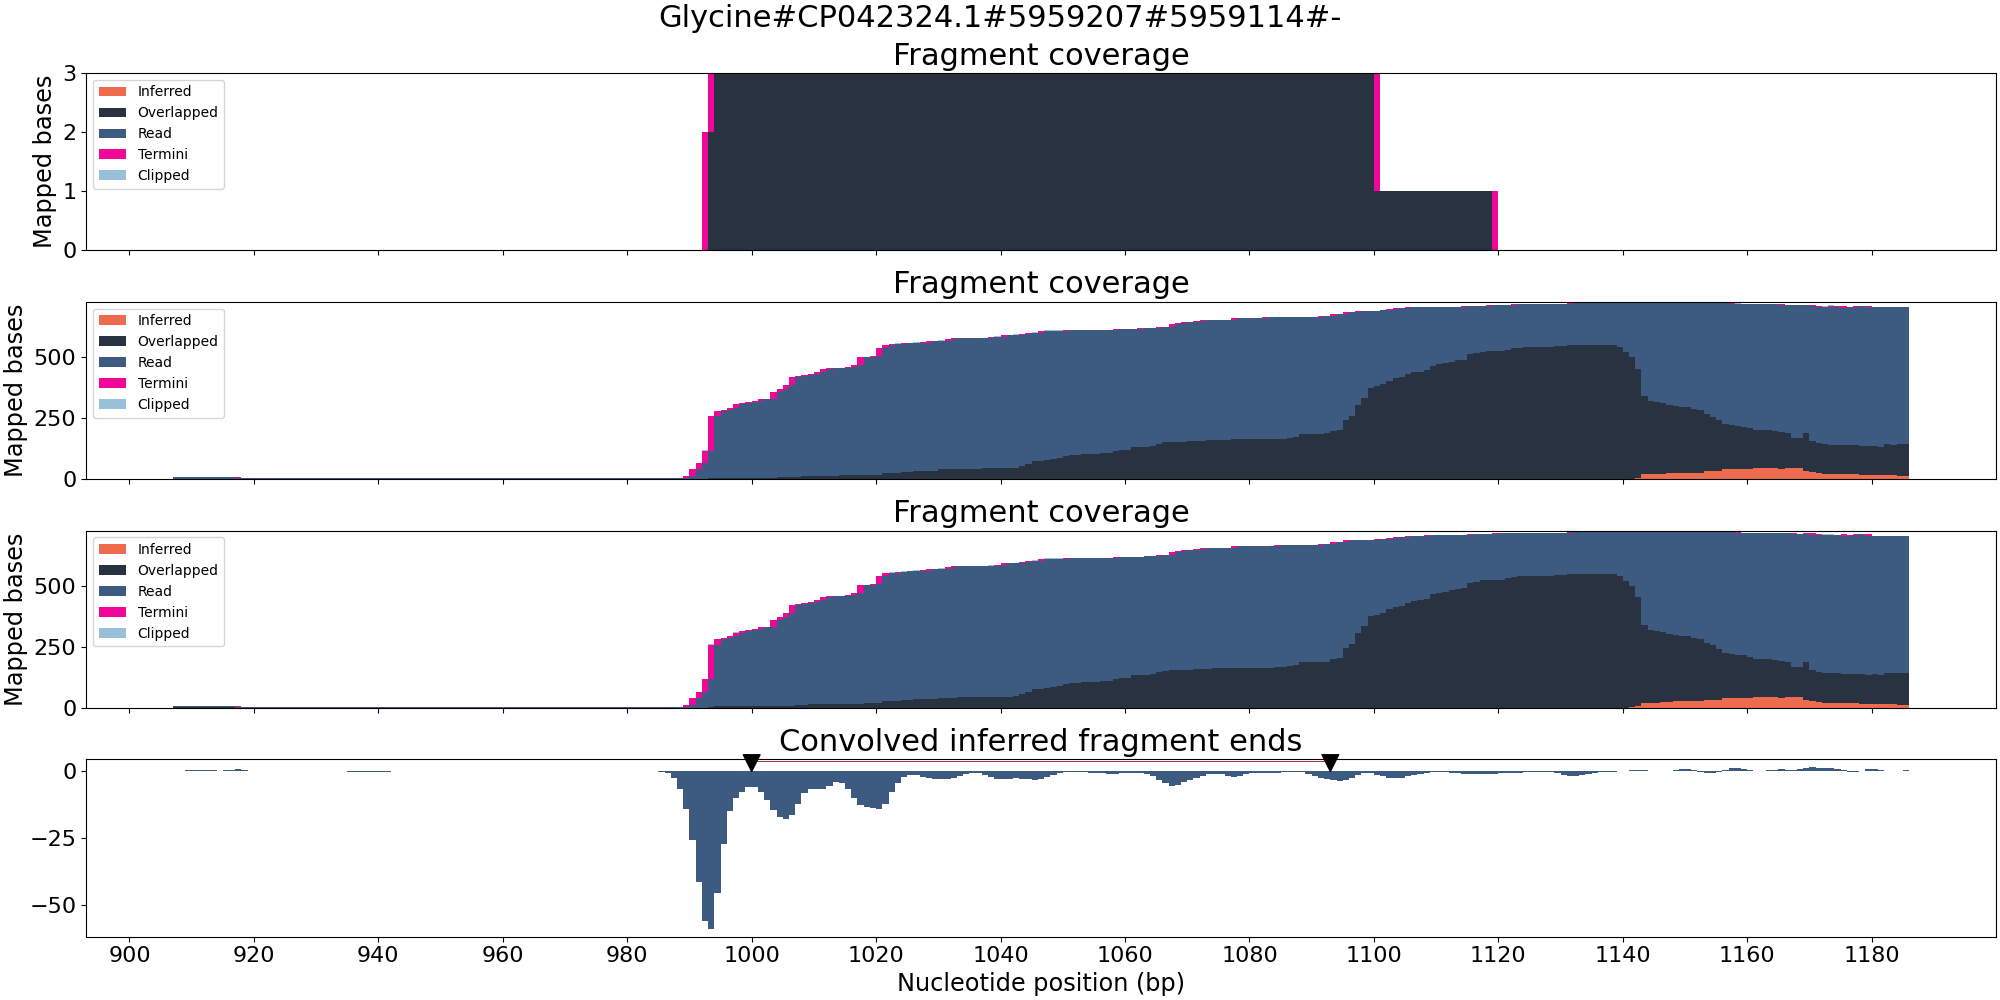 Glycine#CP042324.1#5959207#5959114#-
Fragment coverage
Mapped bases
3
2
1
0
Inferred
Overlapped
Read
Termini
Clipped
Fragment coverage
Mapped bases
500
250
0
Inferred
Overlapped
Read
Termini
Clipped
Fragment coverage
Mapped bases
500
250
0
Inferred
Overlapped
Read
Termini
Clipped
Convolved inferred fragment ends
0
−25
−50
900 920 940 960 980 1000 1020 1040 1060 1080 1100 1120 1140 1160 1180
Nucleotide position (bp)